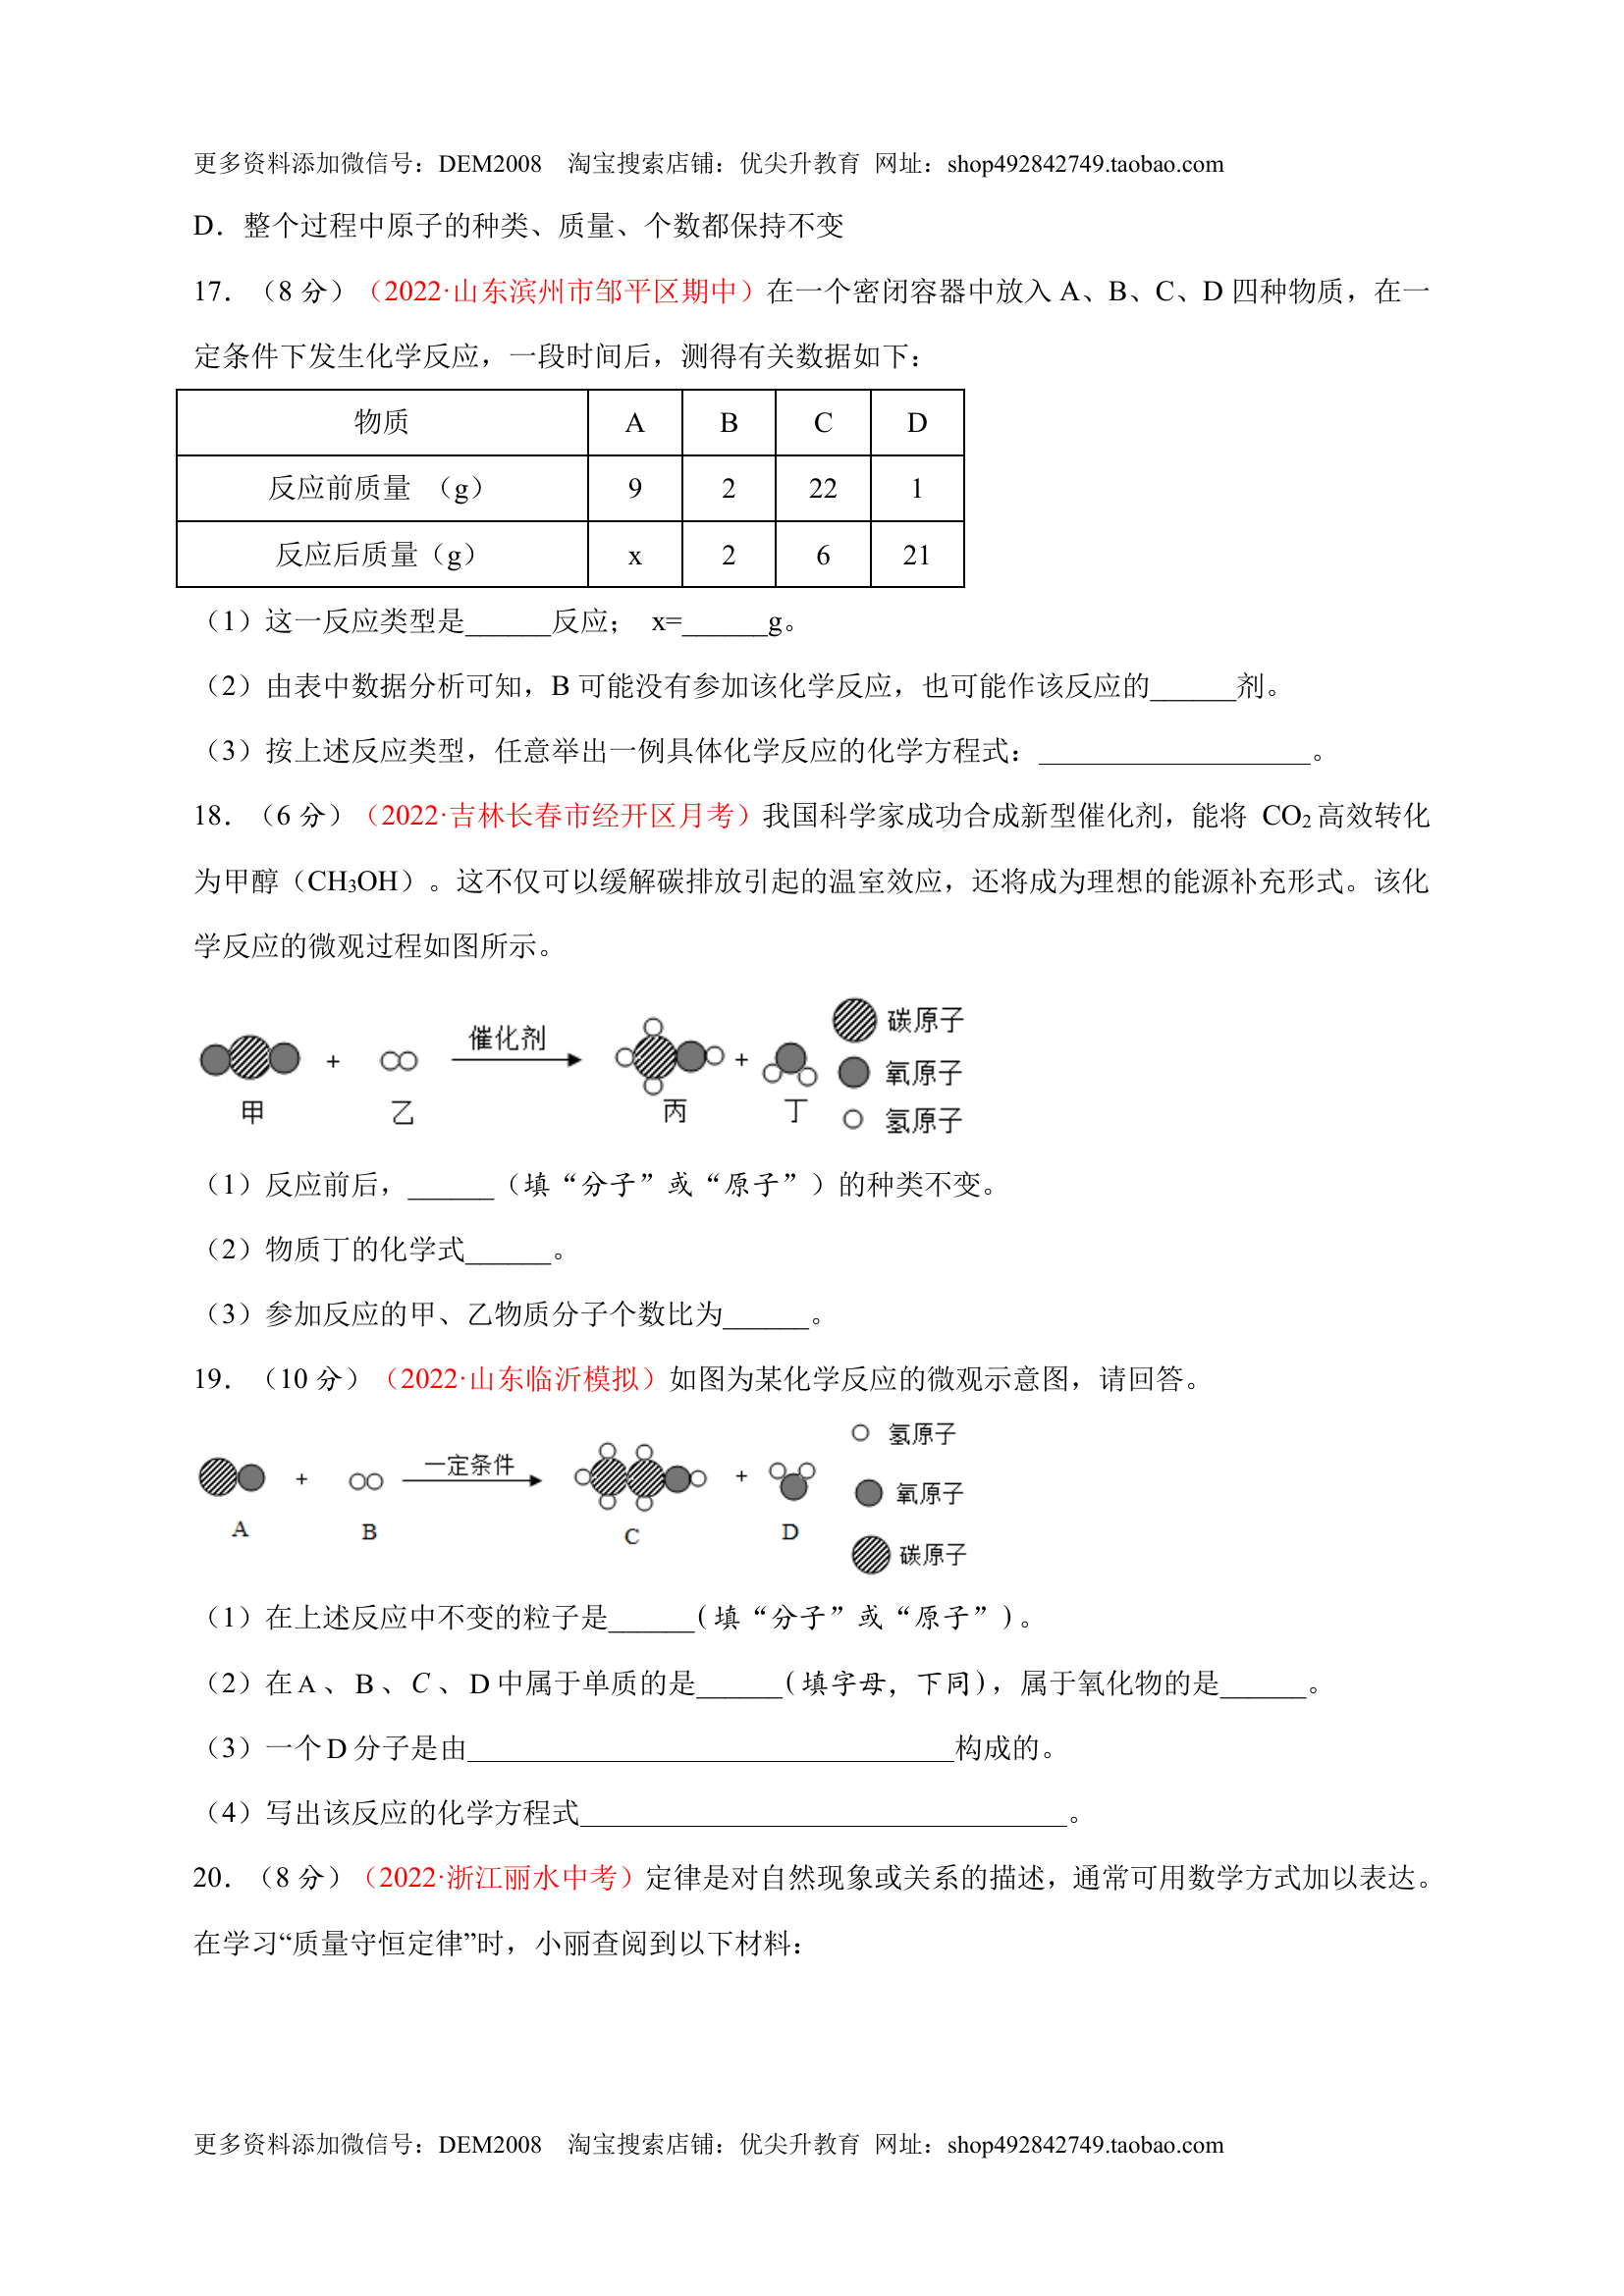 更多资料添加微信号：DEM2008 淘宝搜索店铺：优尖升教育 网址：shop492842749.taobao.com
D．整个过程中原子的种类、质量、个数都保持不变
17．（8 分）（2022·山东滨州市邹平区期中）在一个密闭容器中放入 A、B、C、D 四种物质，在一
定条件下发生化学反应，一段时间后，测得有关数据如下：
物质 A B C D
反应前质量 （g） 9 2 22 1
反应后质量（g） x 2 6 21
（1）这一反应类型是______反应； x=______g。
（2）由表中数据分析可知，B 可能没有参加该化学反应，也可能作该反应的______剂。
（3）按上述反应类型，任意举出一例具体化学反应的化学方程式：___________________。
18．（6 分）（2022·吉林长春市经开区月考）我国科学家成功合成新型催化剂，能将 CO₂ 高效转化
为甲醇（CH₃OH）。这不仅可以缓解碳排放引起的温室效应，还将成为理想的能源补充形式。该化
学反应的微观过程如图所示。
+ 催化剂 + 碳原子
氧原子
甲 乙 丙 丁 氢原子
（1）反应前后，______（填“分子”或“原子”）的种类不变。
（2）物质丁的化学式______。
（3）参加反应的甲、乙物质分子个数比为______。
19．（10 分）（2022·山东临沂模拟）如图为某化学反应的微观示意图，请回答。
氢原子
+ 一定条件 + 氧原子
A B C D
碳原子
（1）在上述反应中不变的粒子是______(填“分子”或“原子”)。
（2）在 A 、 B 、 C 、 D 中属于单质的是______(填字母，下同)，属于氧化物的是______。
（3）一个 D 分子是由__________________________________构成的。
（4）写出该反应的化学方程式__________________________________。
20．（8 分）（2022·浙江丽水中考）定律是对自然现象或关系的描述，通常可用数学方式加以表达。
在学习“质量守恒定律”时，小丽查阅到以下材料：
更多资料添加微信号：DEM2008 淘宝搜索店铺：优尖升教育 网址：shop492842749.taobao.com